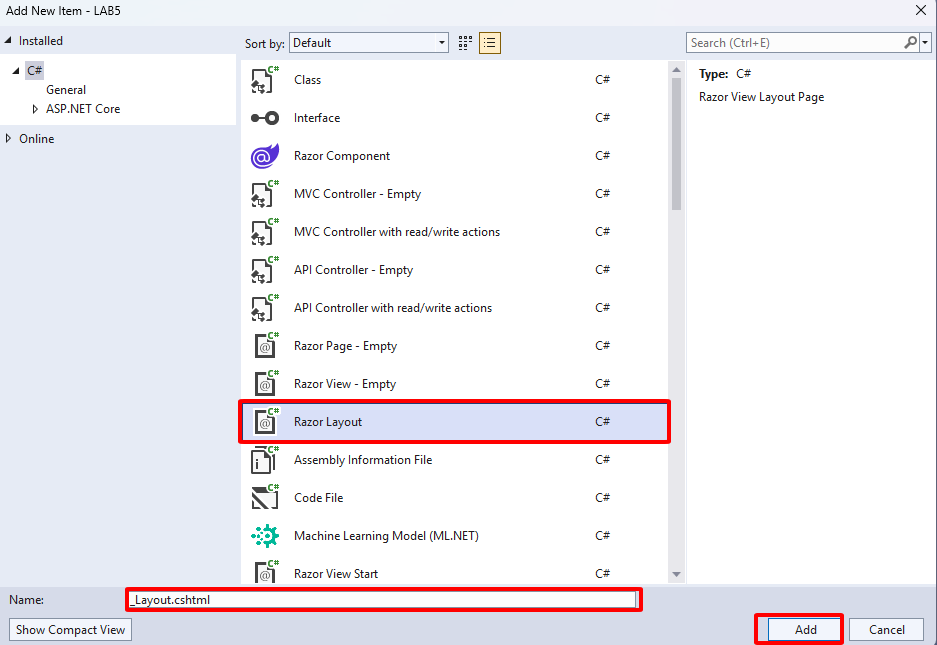 Add New Item - LAB5
Installed
Sort by: Default
Search (Ctrl+E)
C#
General
ASP.NET Core
Online
Class C#
Interface C#
Razor Component C#
MVC Controller - Empty C#
MVC Controller with read/write actions C#
API Controller - Empty C#
API Controller with read/write actions C#
Razor Page - Empty C#
Razor View - Empty C#
Razor Layout C#
Assembly Information File C#
Code File C#
Machine Learning Model (ML.NET) C#
Razor View Start C#
Type: C#
Razor View Layout Page
Name: _Layout.cshtml
Show Compact View
Add
Cancel